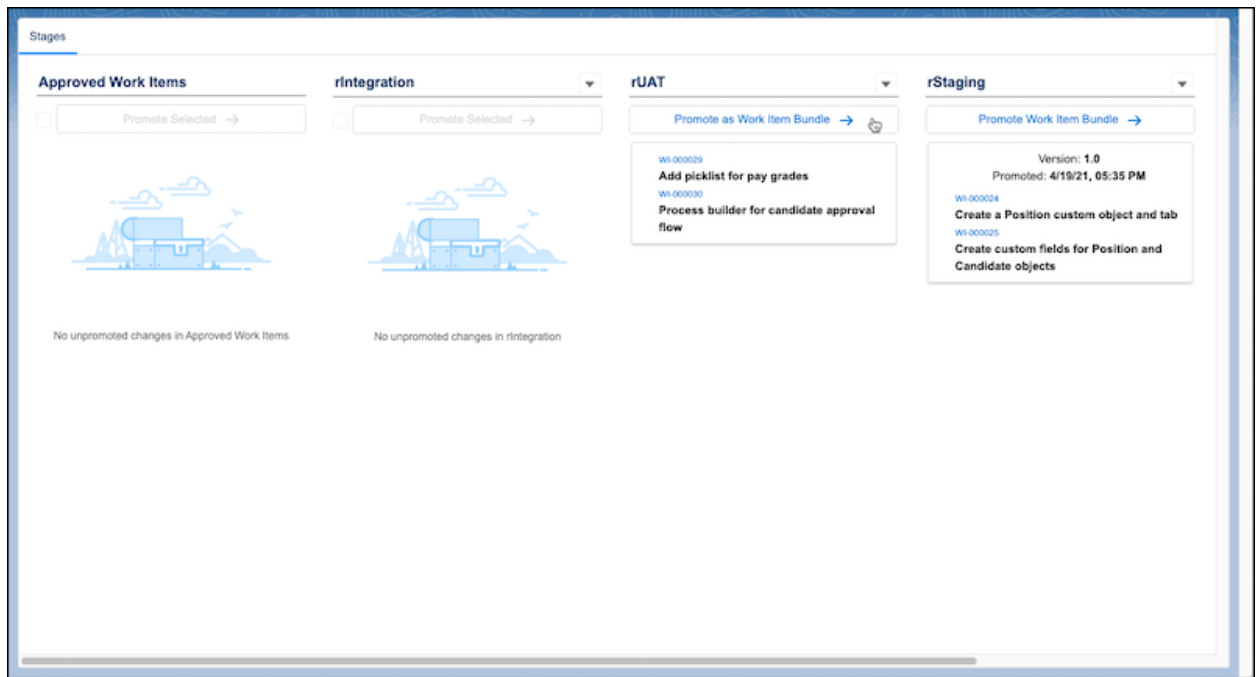 Stages
Approved Work Items
Promote Selected →
No unpromoted changes in Approved Work Items
rIntegration
Promote Selected →
No unpromoted changes in rIntegration
rUAT
Promote as Work Item Bundle →
WI-000029
Add picklist for pay grades
WI-000030
Process builder for candidate approval
flow
rStaging
Promote Work Item Bundle →
Version: 1.0
Promoted: 4/19/21, 05:35 PM
WI-000024
Create a Position custom object and tab
WI-000025
Create custom fields for Position and
Candidate objects